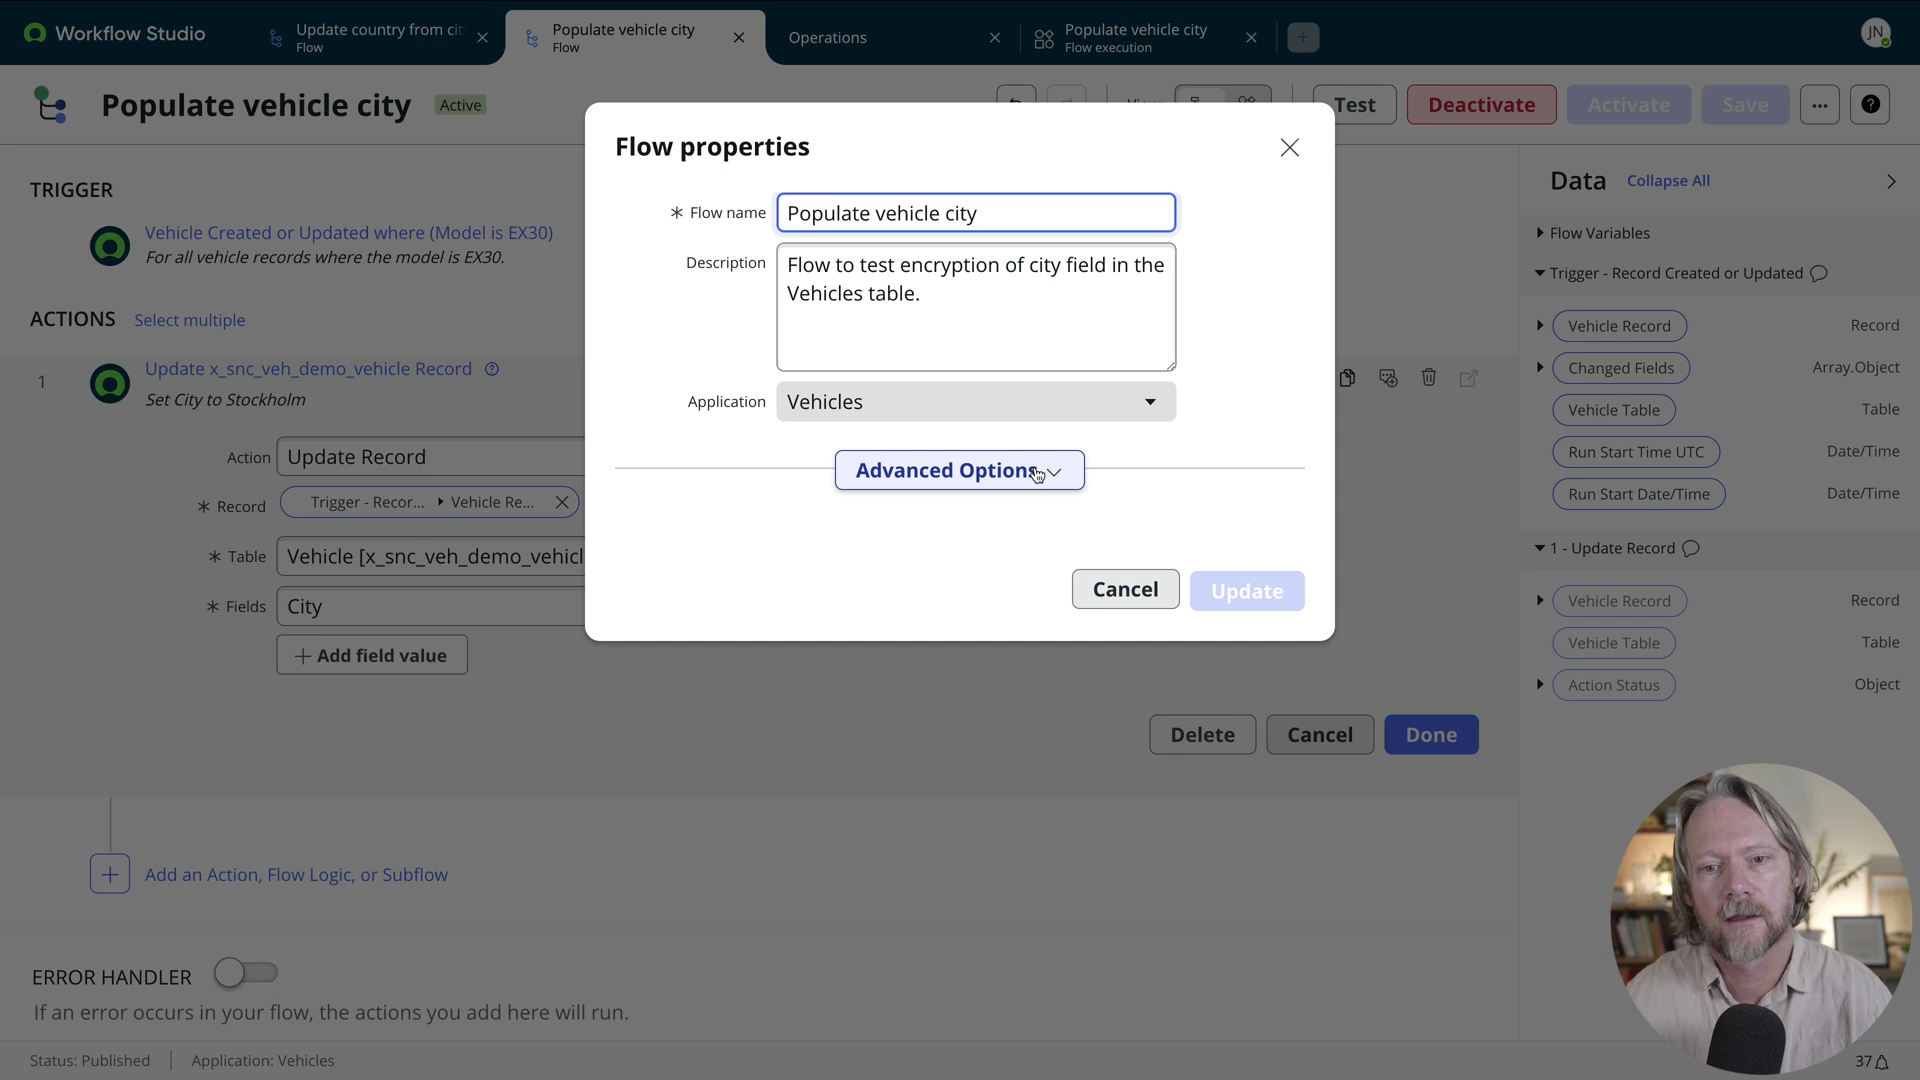 Workflow Studio
Update country from cit
Flow
Populate vehicle city
Flow
Operations
Populate vehicle city
Flow execution
JN
Populate vehicle city
Active
Test
Deactivate
Activate
Save
TRIGGER
Vehicle Created or Updated where (Model is EX30)
For all vehicle records where the model is EX30.
ACTIONS
Select multiple
1
Update x_snc_veh_demo_vehicle Record
Set City to Stockholm
Action
Update Record
* Record
Trigger - Recor...
Vehicle Re...
* Table
Vehicle [x_snc_veh_demo_vehicl
* Fields
City
+ Add field value
Delete
Cancel
Done
Add an Action, Flow Logic, or Subflow
ERROR HANDLER
If an error occurs in your flow, the actions you add here will run.
Status: Published
Application: Vehicles
Flow properties
* Flow name
Populate vehicle city
Description
Flow to test encryption of city field in the
Vehicles table.
Application
Vehicles
Advanced Options
Cancel
Update
Data
Collapse All
Flow Variables
Trigger - Record Created or Updated
Vehicle Record
Record
Changed Fields
Array.Object
Vehicle Table
Table
Run Start Time UTC
Date/Time
Run Start Date/Time
Date/Time
1 - Update Record
Vehicle Record
Record
Vehicle Table
Table
Action Status
Object
37